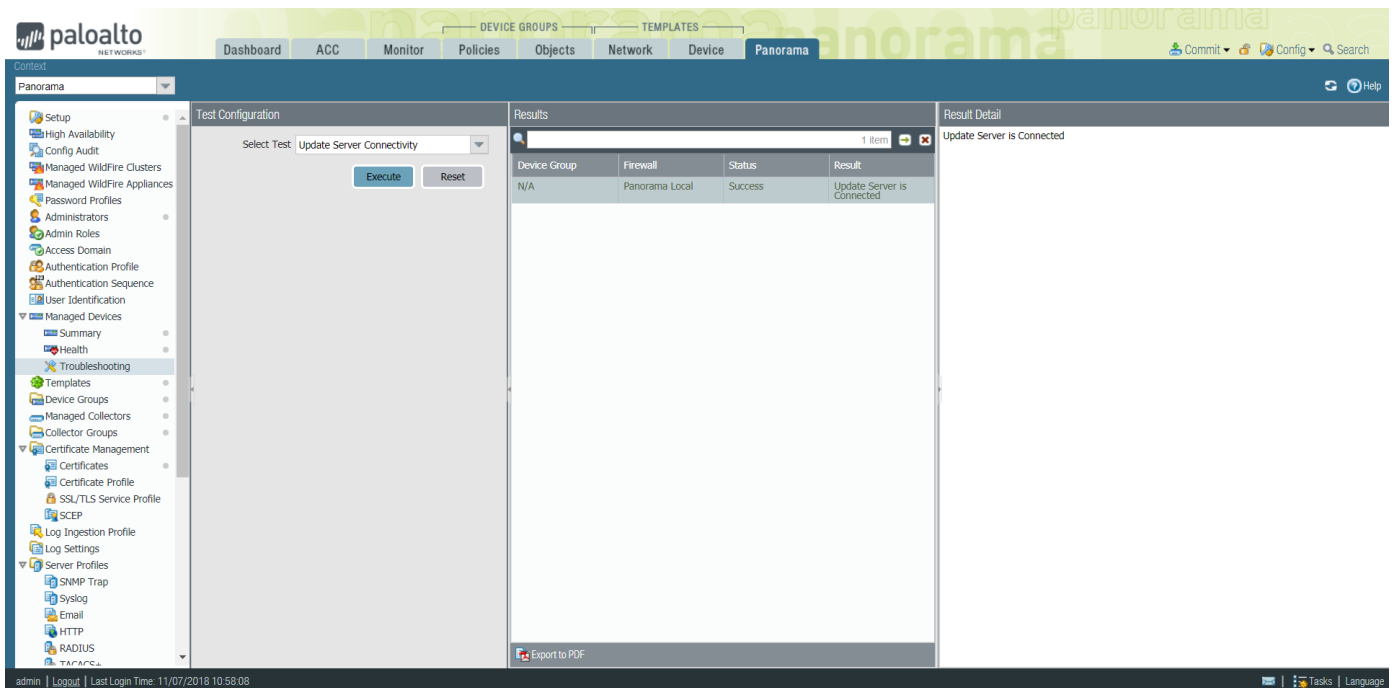 paloalto
NETWORKS®
DEVICE GROUPS
TEMPLATES
Dashboard ACC Monitor Policies Objects Network Device Panorama
panorama
Commit Config Search
Context
Panorama
Help
Setup
High Availability
Config Audit
Managed WildFire Clusters
Managed WildFire Appliances
Password Profiles
Administrators
Admin Roles
Access Domain
Authentication Profile
Authentication Sequence
User Identification
Managed Devices
Summary
Health
Troubleshooting
Templates
Device Groups
Managed Collectors
Collector Groups
Certificate Management
Certificates
Certificate Profile
SSL/TLS Service Profile
SCEP
Log Ingestion Profile
Log Settings
Server Profiles
SNMP Trap
Syslog
Email
HTTP
RADIUS
TACACS+
Test Configuration
Select Test Update Server Connectivity
Execute Reset
Results
1 item
Device Group Firewall Status Result
N/A Panorama Local Success Update Server is
Connected
Export to PDF
Result Detail
Update Server is Connected
admin | Logout | Last Login Time: 11/07/2018 10:58:08
Tasks | Language